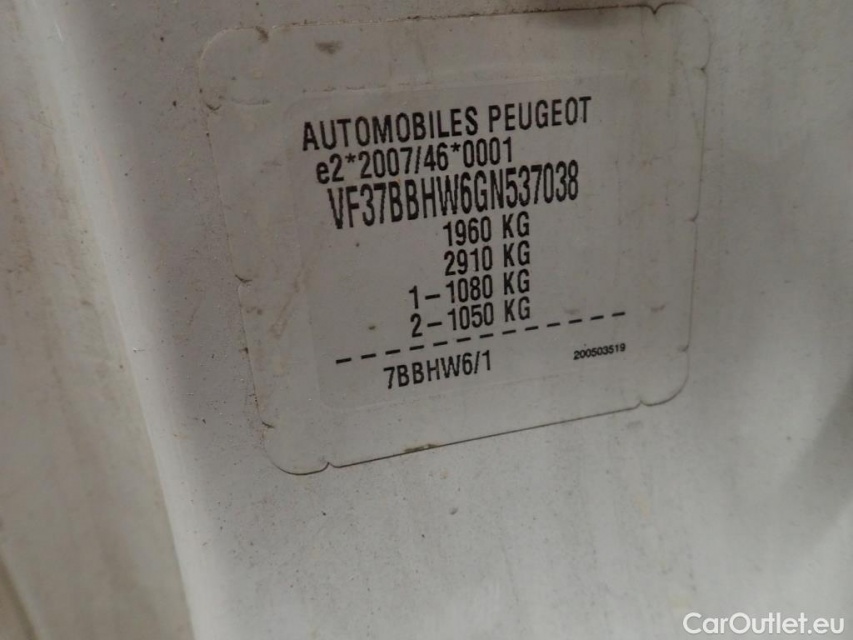 AUTOMOBILES PEUGEOT
e2*2007/46*0001
VF37BBHW6GN537038
1960 KG
2910 KG
1-1080 KG
2-1050 KG
7BBHW6/1
200503519
CarOutlet.eu